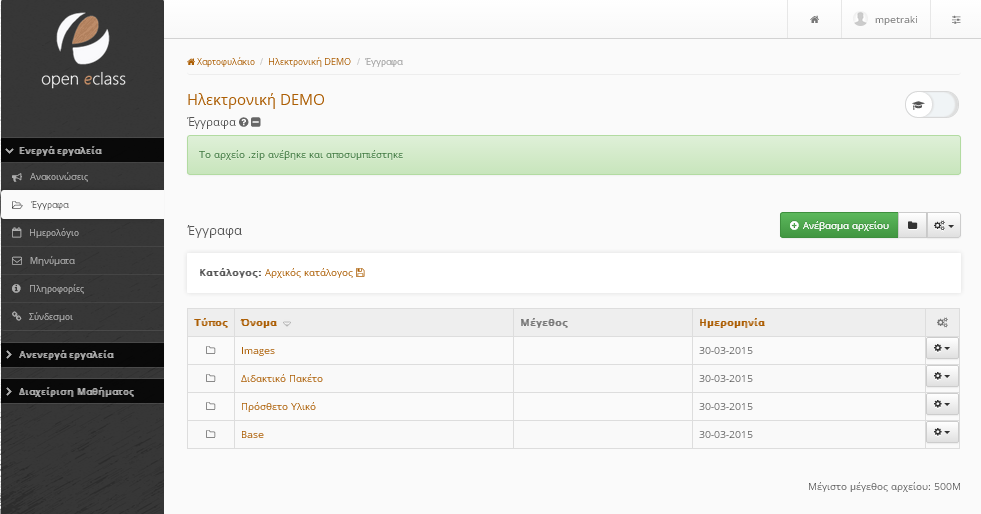 open eclass
mpetraki
Χαρτοφυλάκιο / Ηλεκτρονική DEMO / Έγγραφα
Ηλεκτρονική DEMO
Έγγραφα
Το αρχείο .zip ανέβηκε και αποσυμπιέστηκε
Ενεργά εργαλεία
Ανακοινώσεις
Έγγραφα
Ημερολόγιο
Μηνύματα
Πληροφορίες
Σύνδεσμοι
Ανενεργά εργαλεία
Διαχείριση Μαθήματος
Έγγραφα
Ανέβασμα αρχείου
Κατάλογος: Αρχικός κατάλογος
Τύπος Όνομα Μέγεθος Ημερομηνία
Images 30-03-2015
Διδακτικό Πακέτο 30-03-2015
Πρόσθετο Υλικό 30-03-2015
Base 30-03-2015
Μέγιστο μέγεθος αρχείου: 500M